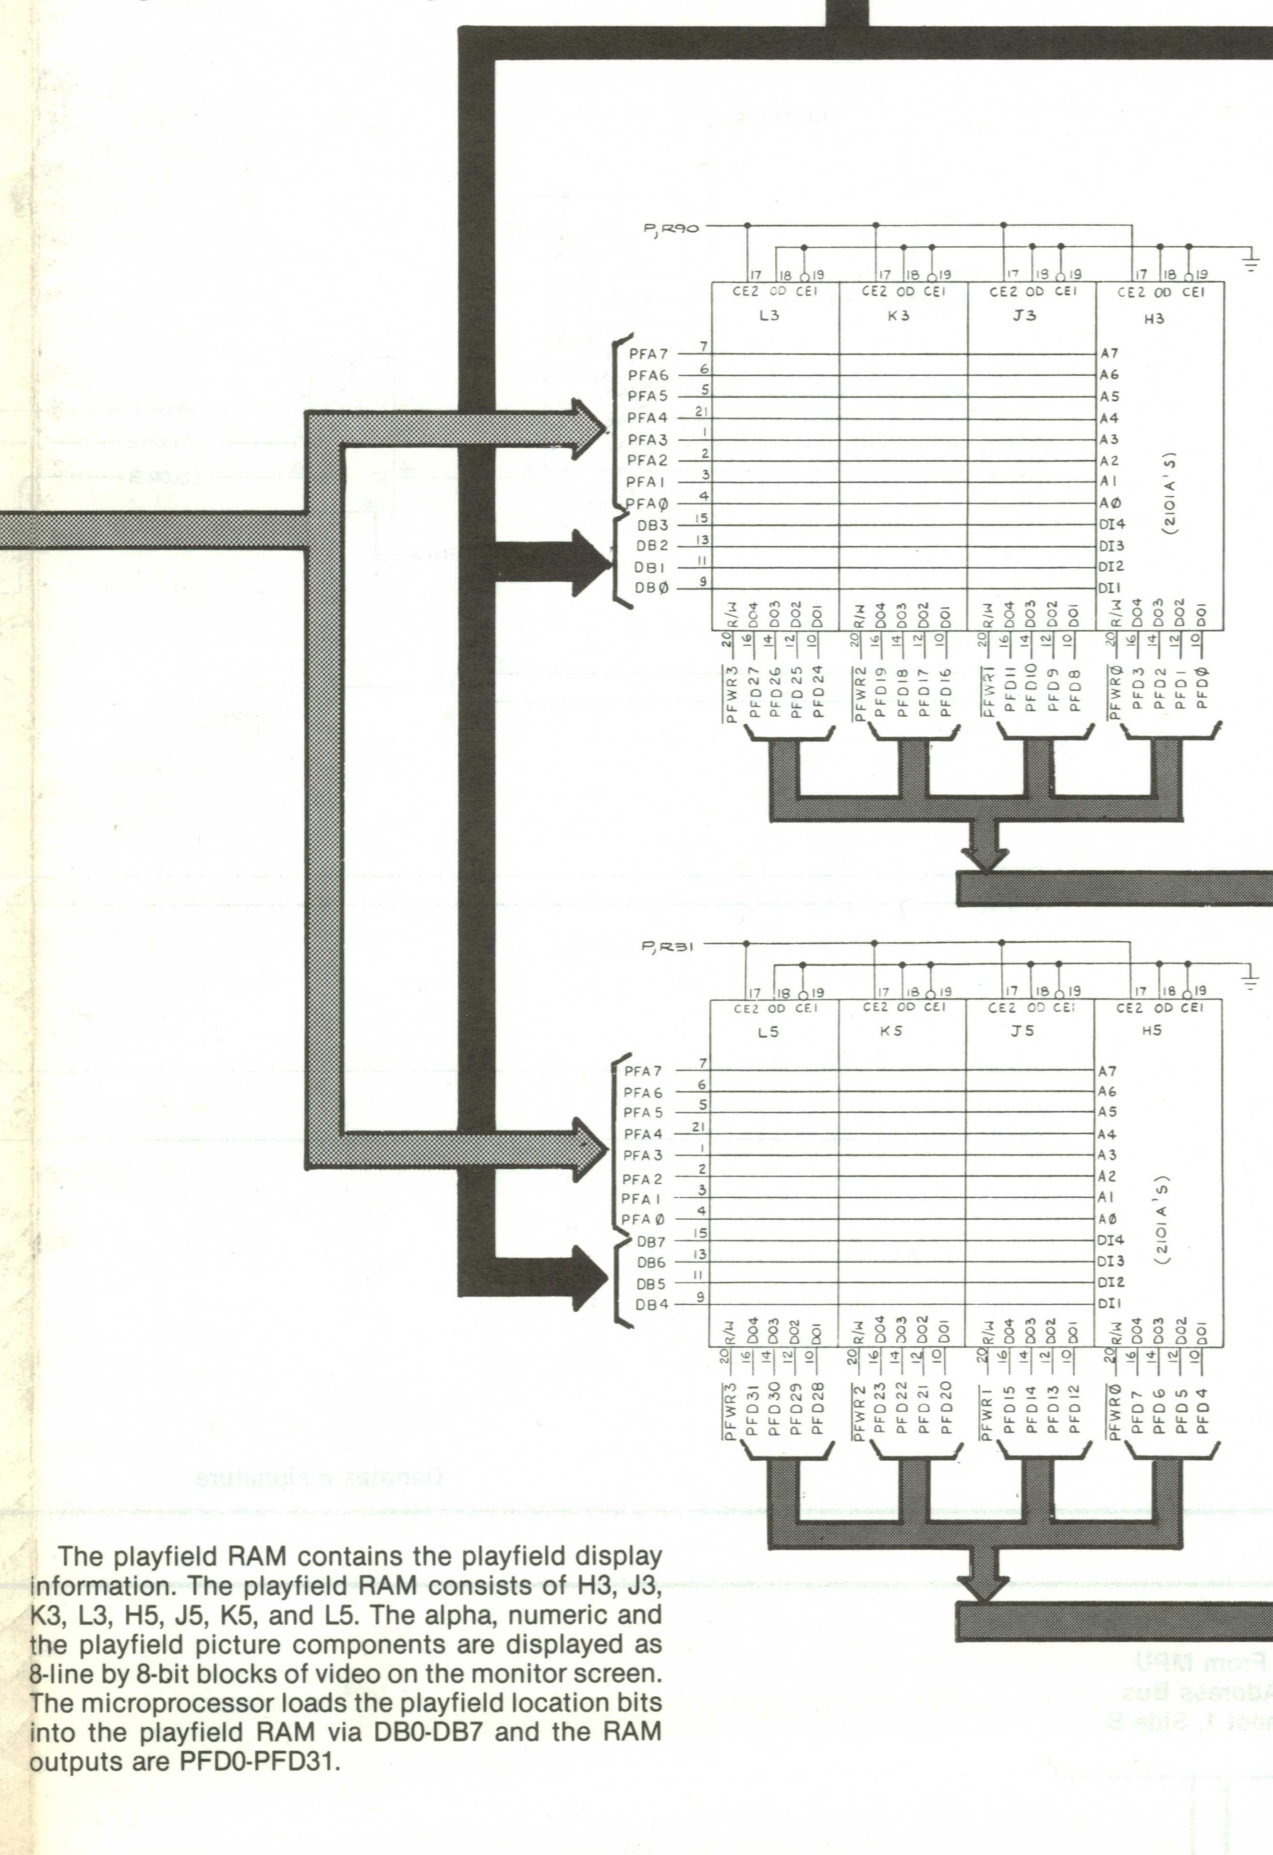 P,R90
17 18 19 17 18 19 17 18 19 17 18 19
CE2 OD CE1 CE2 OD CE1 CE2 OD CE1 CE2 OD CE1
L3 K3 J3 H3
PFA7 7 A7
PFA6 6 A6
PFA5 5 A5
PFA4 21 A4
PFA3 1 A3
PFA2 2 A2
PFA1 3 A1
PFAØ 4 AØ
DB3 15 DI4
DB2 13 DI3
DB1 11 DI2
DBØ 9 DI1
(2101A'S)
R/W DO4 DO3 DO2 DO1 R/W DO4 DO3 DO2 DO1 R/W DO4 DO3 DO2 DO1 R/W DO4 DO3 DO2 DO1
20 16 14 12 10 20 16 14 12 10 20 16 14 12 10 20 16 14 12 10
PFWR3 PFD27 PFD26 PFD25 PFD24 PFWR2 PFD19 PFD18 PFD17 PFD16 PFWR1 PFD11 PFD10 PFD9 PFD8 PFWRØ PFD3 PFD2 PFD1 PFDØ
P,R31
17 18 19 17 18 19 17 18 19 17 18 19
CE2 OD CE1 CE2 OD CE1 CE2 OD CE1 CE2 OD CE1
L5 K5 J5 H5
PFA7 7 A7
PFA6 6 A6
PFA5 5 A5
PFA4 21 A4
PFA3 1 A3
PFA2 2 A2
PFA1 3 A1
PFAØ 4 AØ
DB7 15 DI4
DB6 13 DI3
DB5 11 DI2
DB4 9 DI1
(2101A'S)
R/W DO4 DO3 DO2 DO1 R/W DO4 DO3 DO2 DO1 R/W DO4 DO3 DO2 DO1 R/W DO4 DO3 DO2 DO1
20 16 14 12 10 20 16 14 12 10 20 16 14 12 10 20 16 14 12 10
PFWR3 PFD31 PFD30 PFD29 PFD28 PFWR2 PFD23 PFD22 PFD21 PFD20 PFWR1 PFD15 PFD14 PFD13 PFD12 PFWRØ PFD7 PFD6 PFD5 PFD4
The playfield RAM contains the playfield display
information. The playfield RAM consists of H3, J3,
K3, L3, H5, J5, K5, and L5. The alpha, numeric and
the playfield picture components are displayed as
8-line by 8-bit blocks of video on the monitor screen.
The microprocessor loads the playfield location bits
into the playfield RAM via DB0-DB7 and the RAM
outputs are PFD0-PFD31.